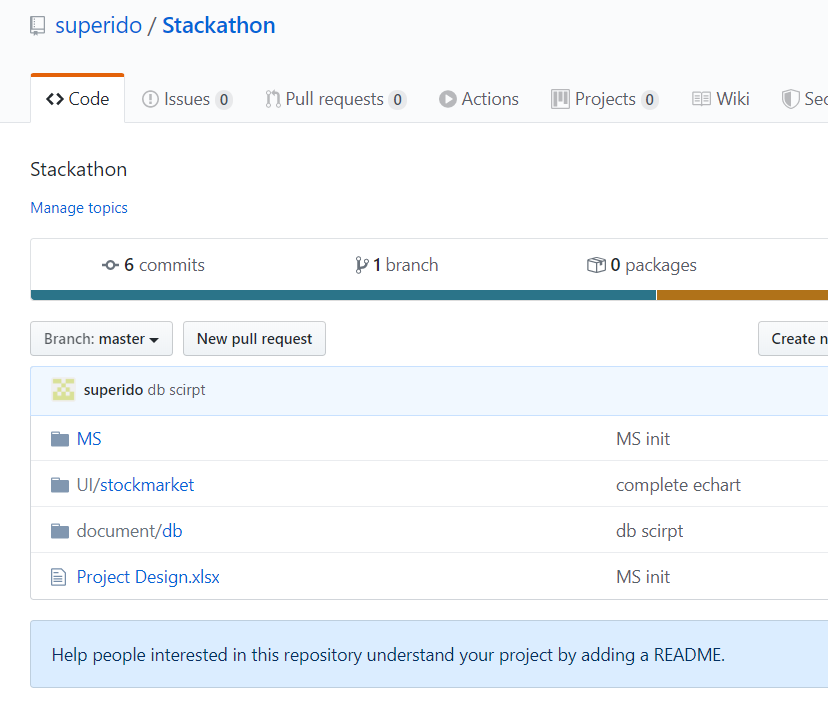 superido / Stackathon
Code Issues 0 Pull requests 0 Actions Projects 0 Wiki
Stackathon
Manage topics
6 commits 1 branch 0 packages
Branch: master New pull request Create
superido db scirpt
MS MS init
UI/stockmarket complete echart
document/db db scirpt
Project Design.xlsx MS init
Help people interested in this repository understand your project by adding a README.